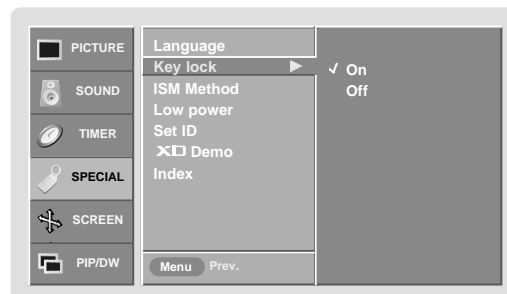 PICTURE
SOUND
TIMER
SPECIAL
SCREEN
PIP/DW
Language
Key lock
ISM Method
Low power
Set ID
XD Demo
Index
Menu Prev.
On
Off